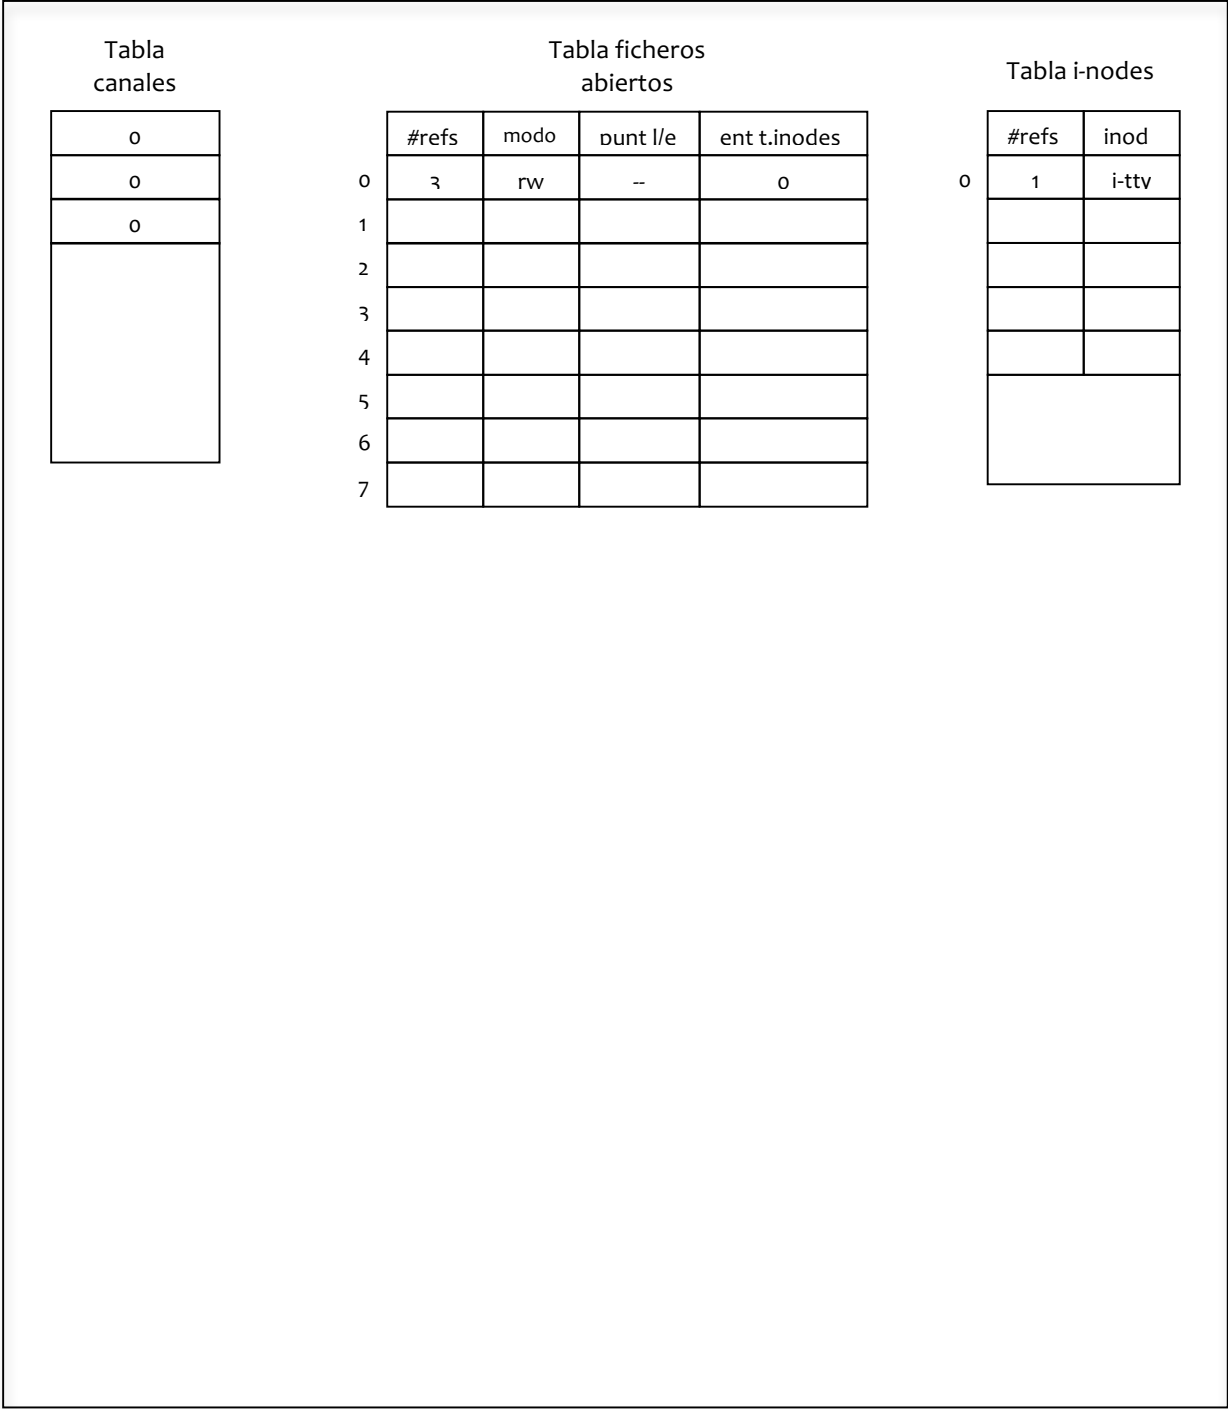 Tabla
canales
Tabla ficheros
abiertos
Tabla i-nodes
0
0
0
#refs modo punt l/e ent t.inodes
0 3 rw -- 0
1
2
3
4
5
6
7
#refs inod
0 1 i-tty